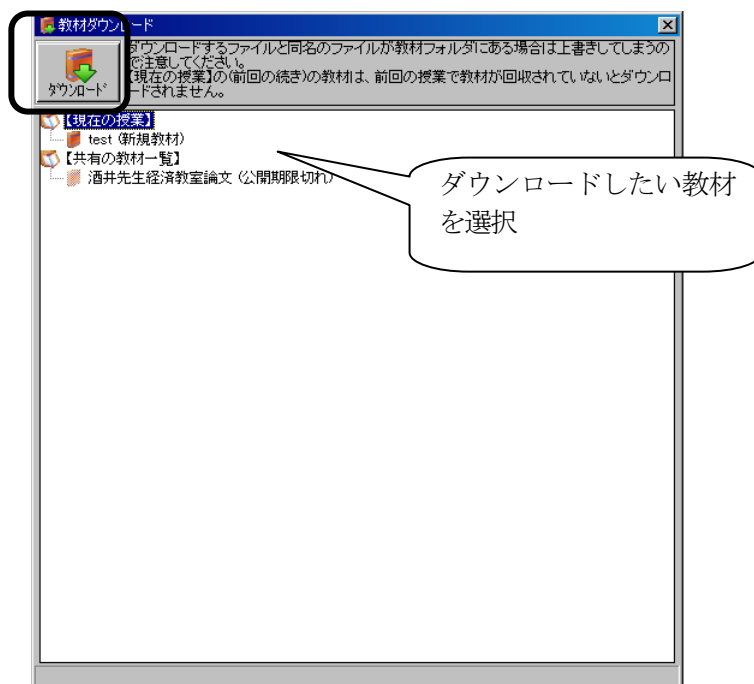 教材ダウンロード
ダウンロードするファイルと同名のファイルが教材フォルダにある場合は上書きしてしまうの
で注意してください。
【現在の授業】の(前回の続き)の教材は、前回の授業で教材が回収されていないとダウンロ
ードされません。
ダウンロード
【現在の授業】
test (新規教材)
【共有の教材一覧】
酒井先生経済教室論文 (公開期限切れ)
ダウンロードしたい教材
を選択